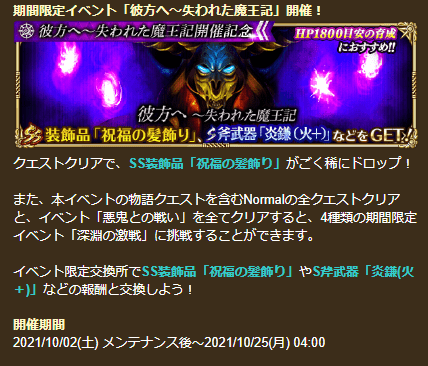 期間限定イベント「彼方へ～失われた魔王記」開催！
彼方へ～失われた魔王記開催記念
HP1800目安の育成
におすすめ!!
彼方へ
～失われた魔王記
SS装飾品「祝福の髪飾り」、S斧武器「炎鎌（火＋）」などをGET!
クエストクリアで、SS装飾品「祝福の髪飾り」がごく稀にドロップ！
また、本イベントの物語クエストを含むNormalの全クエストクリア
と、イベント「悪鬼との戦い」を全てクリアすると、4種類の期間限定
イベント「深淵の激戦」に挑戦することができます。
イベント限定交換所でSS装飾品「祝福の髪飾り」やS斧武器「炎鎌(火
＋)」などの報酬と交換しよう！
開催期間
2021/10/02(土) メンテナンス後～2021/10/25(月) 04:00